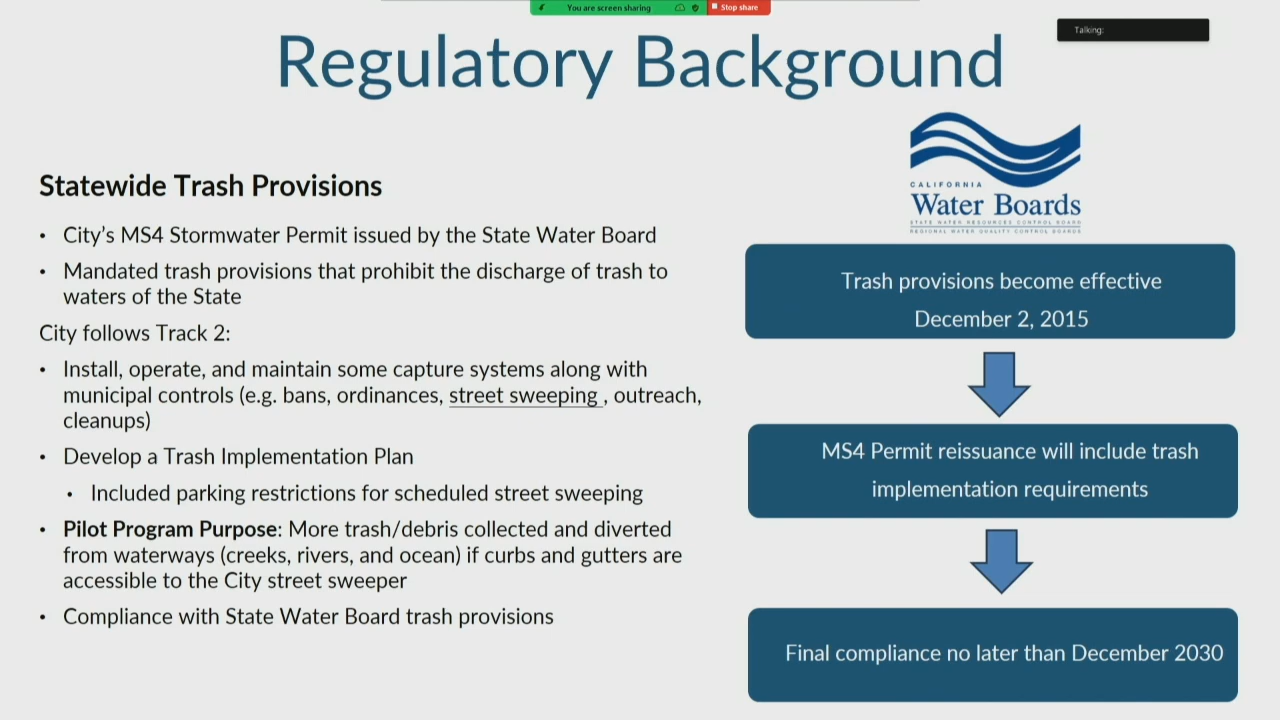 You are screen sharing
Stop share
Talking:
Regulatory Background
CALIFORNIA
Water Boards
STATE WATER RESOURCES CONTROL BOARD
REGIONAL WATER QUALITY CONTROL BOARDS
Statewide Trash Provisions
• City's MS4 Stormwater Permit issued by the State Water Board
• Mandated trash provisions that prohibit the discharge of trash to
waters of the State
City follows Track 2:
• Install, operate, and maintain some capture systems along with
municipal controls (e.g. bans, ordinances, street sweeping , outreach,
cleanups)
• Develop a Trash Implementation Plan
• Included parking restrictions for scheduled street sweeping
• Pilot Program Purpose: More trash/debris collected and diverted
from waterways (creeks, rivers, and ocean) if curbs and gutters are
accessible to the City street sweeper
• Compliance with State Water Board trash provisions
Trash provisions become effective
December 2, 2015
MS4 Permit reissuance will include trash
implementation requirements
Final compliance no later than December 2030